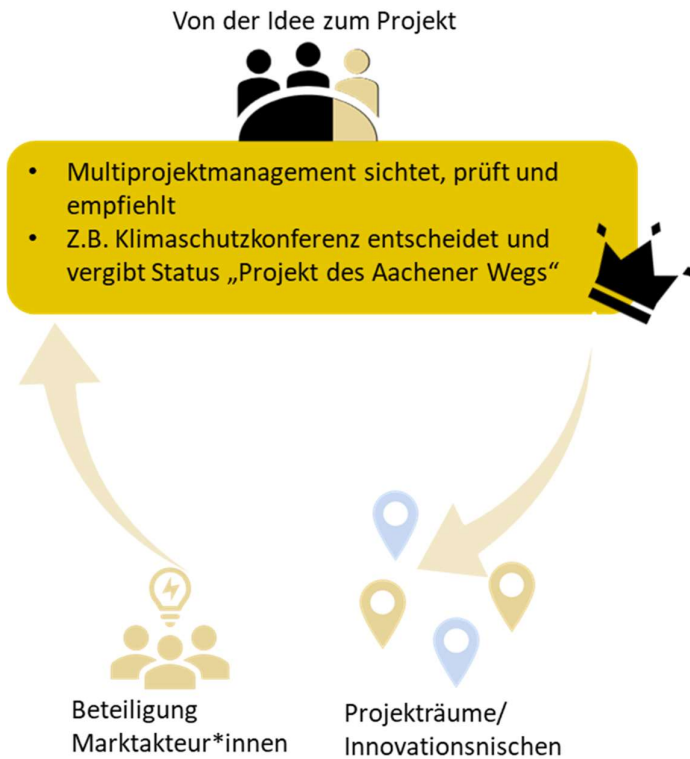 Von der Idee zum Projekt
• Multiprojektmanagement sichtet, prüft und
empfiehlt
• Z.B. Klimaschutzkonferenz entscheidet und
vergibt Status „Projekt des Aachener Wegs“
Beteiligung
Marktakteur*innen
Projekträume/
Innovationsnischen